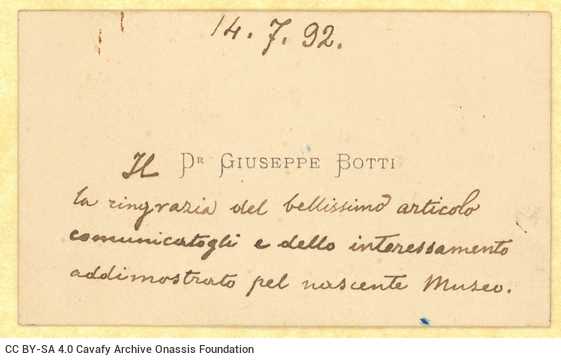 14. 7. 92.
Il Dr GIUSEPPE BOTTI
la ringrazia del bellissimo articolo
comunicatogli e dello interessamento
addimostrato pel nascente Museo.
CC BY-SA 4.0 Cavafy Archive Onassis Foundation